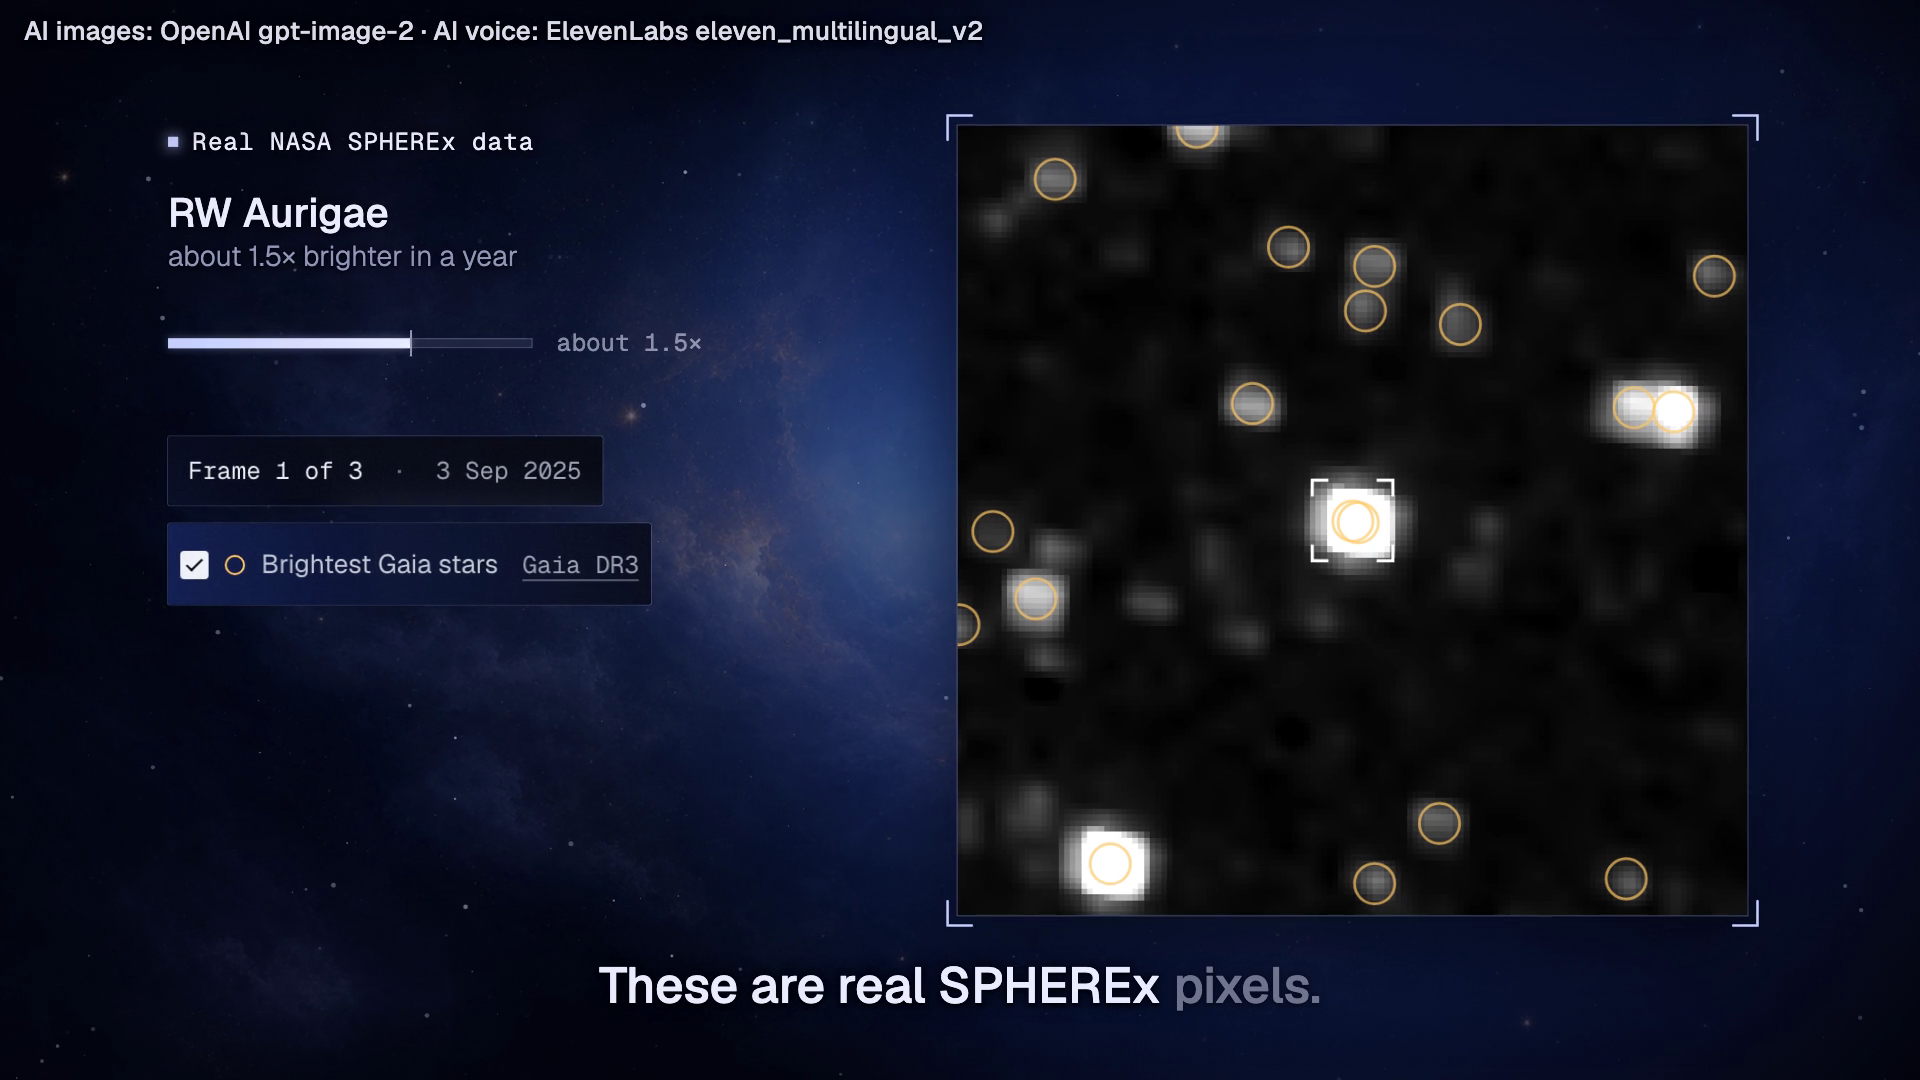 AI images: OpenAI gpt-image-2 · AI voice: ElevenLabs eleven_multilingual_v2
Real NASA SPHEREx data
RW Aurigae
about 1.5× brighter in a year
about 1.5×
Frame 1 of 3 · 3 Sep 2025
Brightest Gaia stars Gaia DR3
These are real SPHEREx pixels.